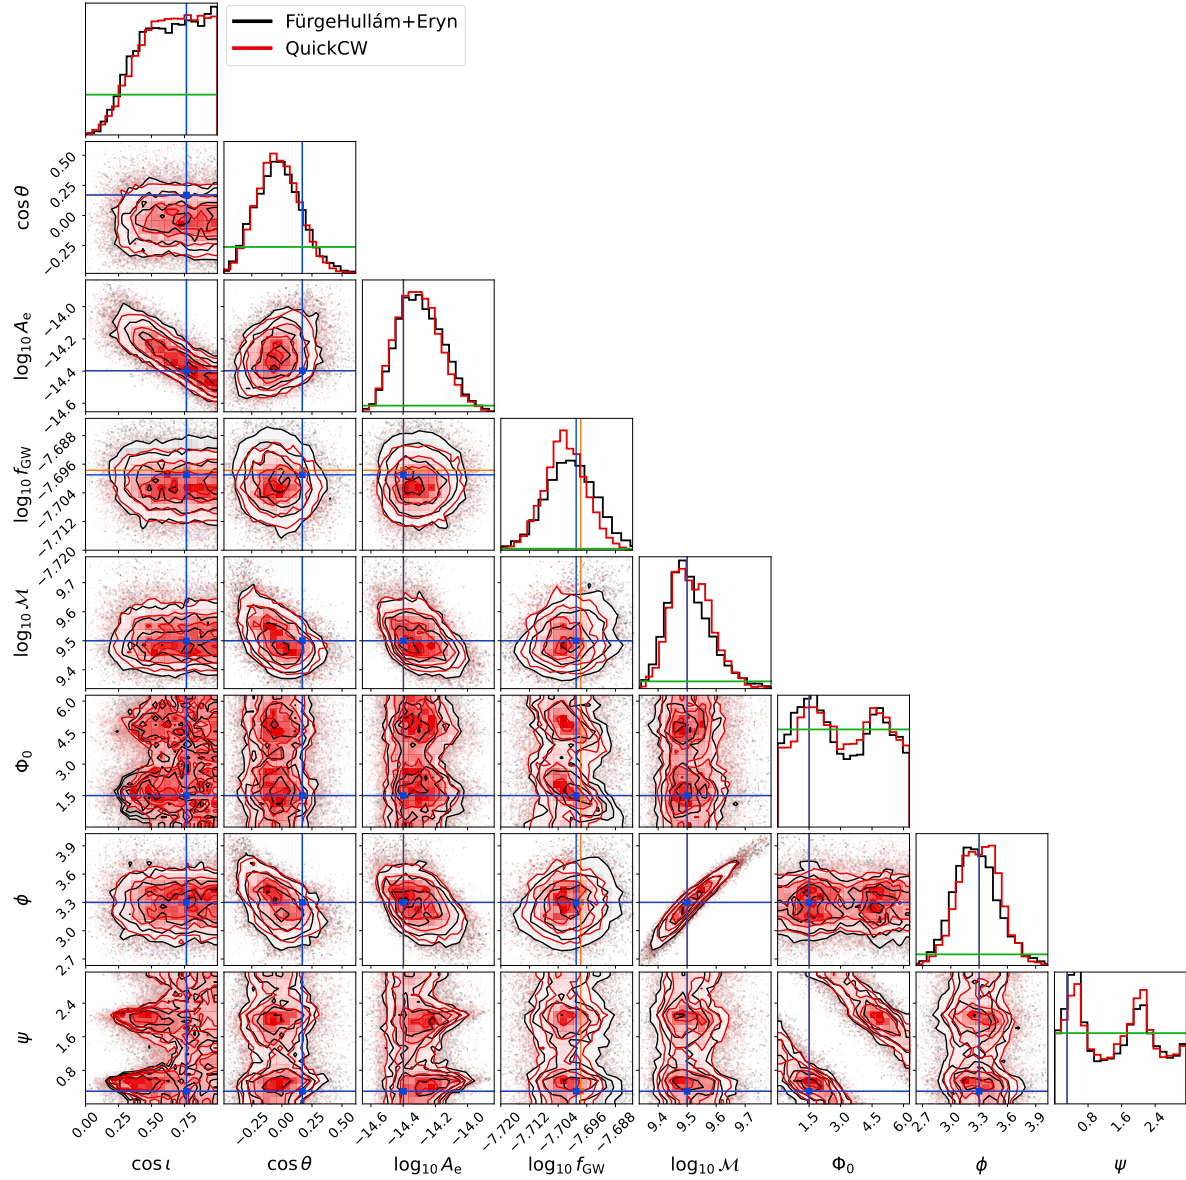 FürgeHullám+Eryn
QuickCW
cos θ
0.50
0.25
0.00
−0.25
log₁₀ Aₑ
−14.0
−14.2
−14.4
−14.6
log₁₀ f_GW
−7.688
−7.696
−7.704
−7.712
−7.720
log₁₀ ℳ
9.7
9.6
9.5
9.4
Φ₀
6.0
4.5
3.0
1.5
ϕ
3.9
3.6
3.3
3.0
2.7
ψ
2.4
1.6
0.8
0.00 0.25 0.50 0.75 −0.25 0.00 0.25 0.50 −14.6 −14.4 −14.2 −14.0 −7.720 −7.712 −7.704 −7.696 −7.688 9.4 9.5 9.6 9.7 1.5 3.0 4.5 6.0 2.7 3.0 3.3 3.6 3.9 0.8 1.6 2.4
cos ι cos θ log₁₀ Aₑ log₁₀ f_GW log₁₀ ℳ Φ₀ ϕ ψ